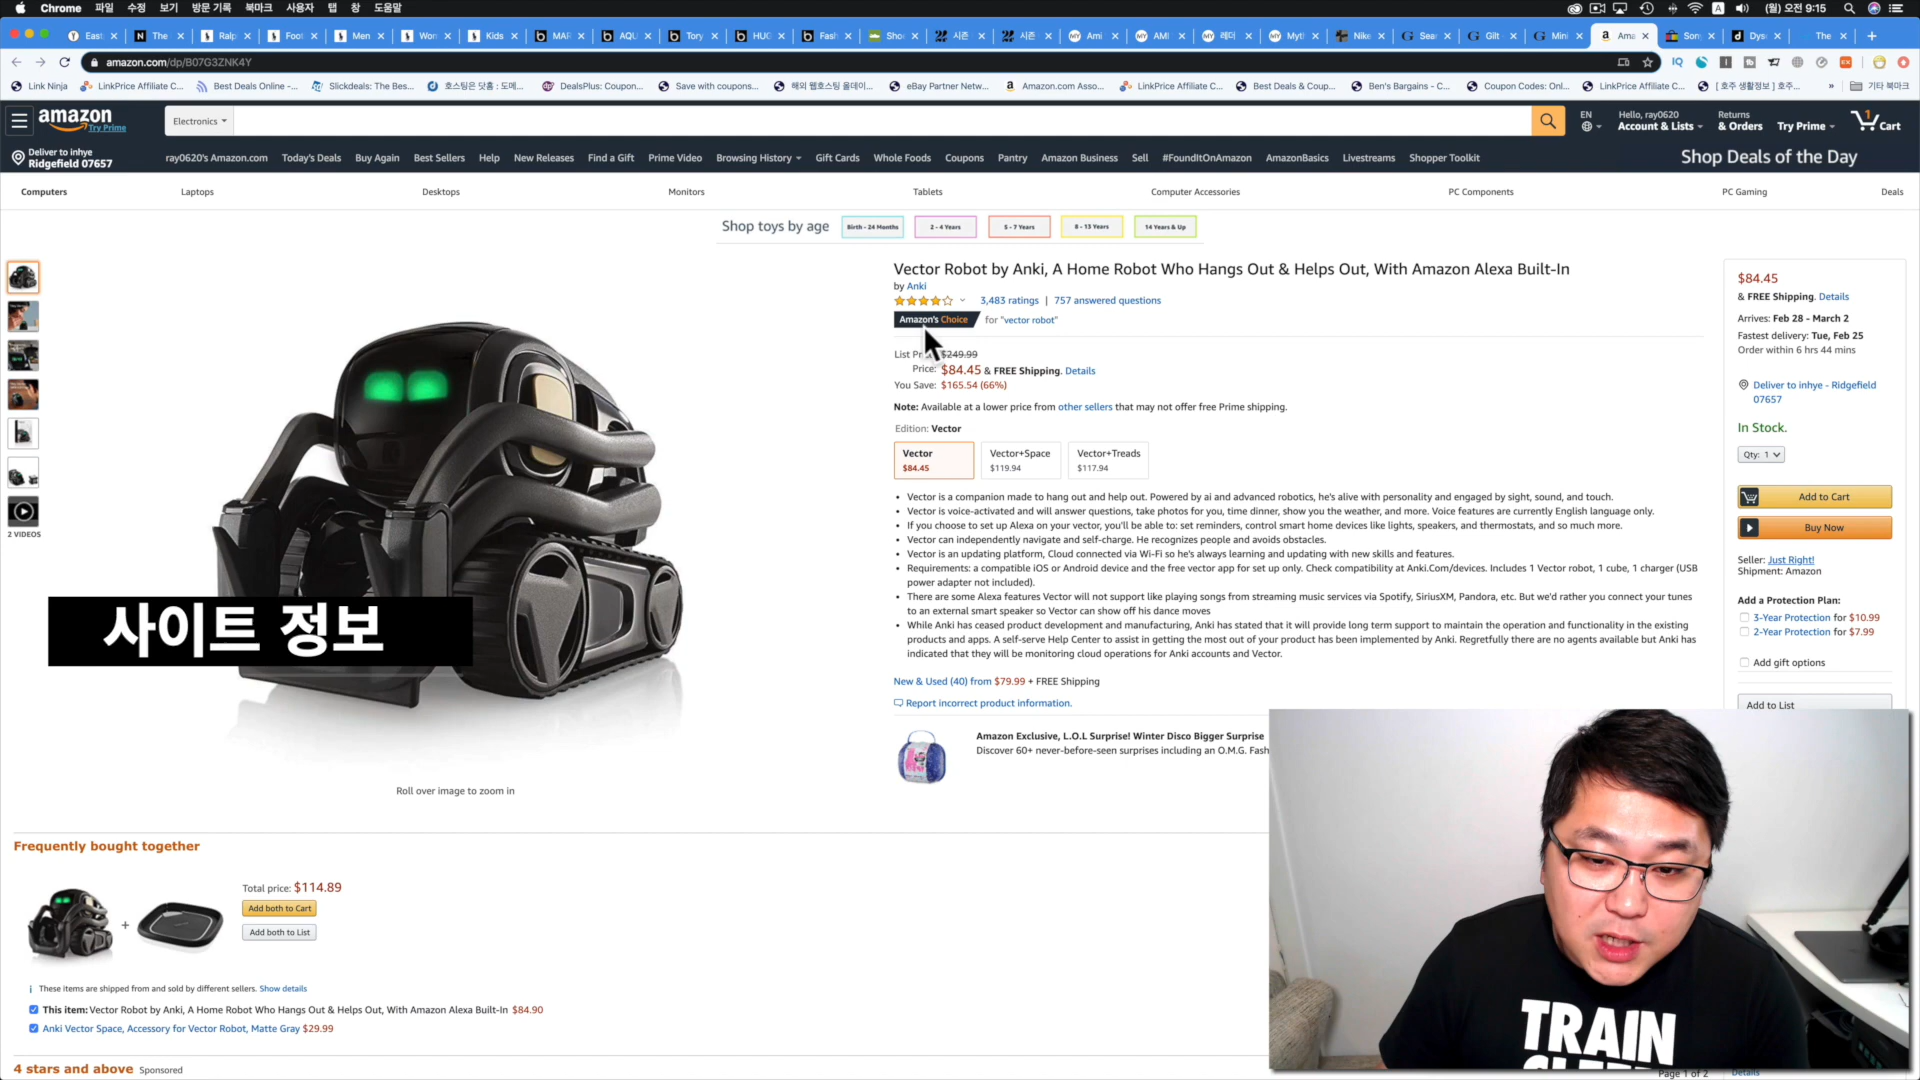 Chrome 파일 수정 보기 방문 기록 북마크 사용자 탭 창 도움말
(월) 오전 9:15
East
The
Ralp
Foot
Men
Wom
Kids
MAR
AQU
Tory
HUG
Fash
Sho
시즌
시즌
Ami
AMI
레더
Myth
Nike
Sear
Gilt
Mini
Ama
Son
Dys
The
amazon.com/dp/B07G3ZNK4Y
Link Ninja
LinkPrice Affiliate C...
Best Deals Online -...
Slickdeals: The Bes...
호스팅은 닷홈 : 도메...
DealsPlus: Coupon...
Save with coupons...
해외 웹호스팅 올데이...
eBay Partner Netw...
Amazon.com Asso...
LinkPrice Affiliate C...
Best Deals & Coup...
Ben's Bargains - C...
Coupon Codes: Onl...
LinkPrice Affiliate C...
[ 호주 생활정보 ] 호주...
기타 북마크
amazon
Try Prime
Electronics
EN
Hello, ray0620
Account & Lists
Returns
& Orders
Try Prime
1
Cart
Deliver to inhye
Ridgefield 07657
ray0620's Amazon.com
Today's Deals
Buy Again
Best Sellers
Help
New Releases
Find a Gift
Prime Video
Browsing History
Gift Cards
Whole Foods
Coupons
Pantry
Amazon Business
Sell
#FoundItOnAmazon
AmazonBasics
Livestreams
Shopper Toolkit
Shop Deals of the Day
Computers
Laptops
Desktops
Monitors
Tablets
Computer Accessories
PC Components
PC Gaming
Deals
Shop toys by age
Birth - 24 Months
2 - 4 Years
5 - 7 Years
8 - 13 Years
14 Years & Up
2 VIDEOS
사이트 정보
Roll over image to zoom in
Vector Robot by Anki, A Home Robot Who Hangs Out & Helps Out, With Amazon Alexa Built-In
by Anki
3,483 ratings | 757 answered questions
Amazon's Choice for "vector robot"
List Pr $249.99
Price: $84.45 & FREE Shipping. Details
You Save: $165.54 (66%)
Note: Available at a lower price from other sellers that may not offer free Prime shipping.
Edition: Vector
Vector
$84.45
Vector+Space
$119.94
Vector+Treads
$117.94
• Vector is a companion made to hang out and help out. Powered by ai and advanced robotics, he's alive with personality and engaged by sight, sound, and touch.
• Vector is voice-activated and will answer questions, take photos for you, time dinner, show you the weather, and more. Voice features are currently English language only.
• If you choose to set up Alexa on your vector, you'll be able to: set reminders, control smart home devices like lights, speakers, and thermostats, and so much more.
• Vector can independently navigate and self-charge. He recognizes people and avoids obstacles.
• Vector is an updating platform, Cloud connected via Wi-Fi so he's always learning and updating with new skills and features.
• Requirements: a compatible iOS or Android device and the free vector app for set up only. Check compatibility at Anki.Com/devices. Includes 1 Vector robot, 1 cube, 1 charger (USB
power adapter not included).
• There are some Alexa features Vector will not support like playing songs from streaming music services via Spotify, SiriusXM, Pandora, etc. But we'd rather you connect your tunes
to an external smart speaker so Vector can show off his dance moves
• While Anki has ceased product development and manufacturing, Anki has stated that it will provide long term support to maintain the operation and functionality in the existing
products and apps. A self-serve Help Center to assist in getting the most out of your product has been implemented by Anki. Regretfully there are no agents available but Anki has
indicated that they will be monitoring cloud operations for Anki accounts and Vector.
New & Used (40) from $79.99 + FREE Shipping
Report incorrect product information.
Amazon Exclusive, L.O.L Surprise! Winter Disco Bigger Surprise
Discover 60+ never-before-seen surprises including an O.M.G. Fash
$84.45
& FREE Shipping. Details
Arrives: Feb 28 - March 2
Fastest delivery: Tue, Feb 25
Order within 6 hrs 44 mins
Deliver to inhye - Ridgefield
07657
In Stock.
Qty: 1
Add to Cart
Buy Now
Seller: Just Right!
Shipment: Amazon
Add a Protection Plan:
3-Year Protection for $10.99
2-Year Protection for $7.99
Add gift options
Add to List
Frequently bought together
+
Total price: $114.89
Add both to Cart
Add both to List
i These items are shipped from and sold by different sellers. Show details
This item: Vector Robot by Anki, A Home Robot Who Hangs Out & Helps Out, With Amazon Alexa Built-In $84.90
Anki Vector Space, Accessory for Vector Robot, Matte Gray $29.99
4 stars and above Sponsored
TRAIN
Page 1 of 2
Details